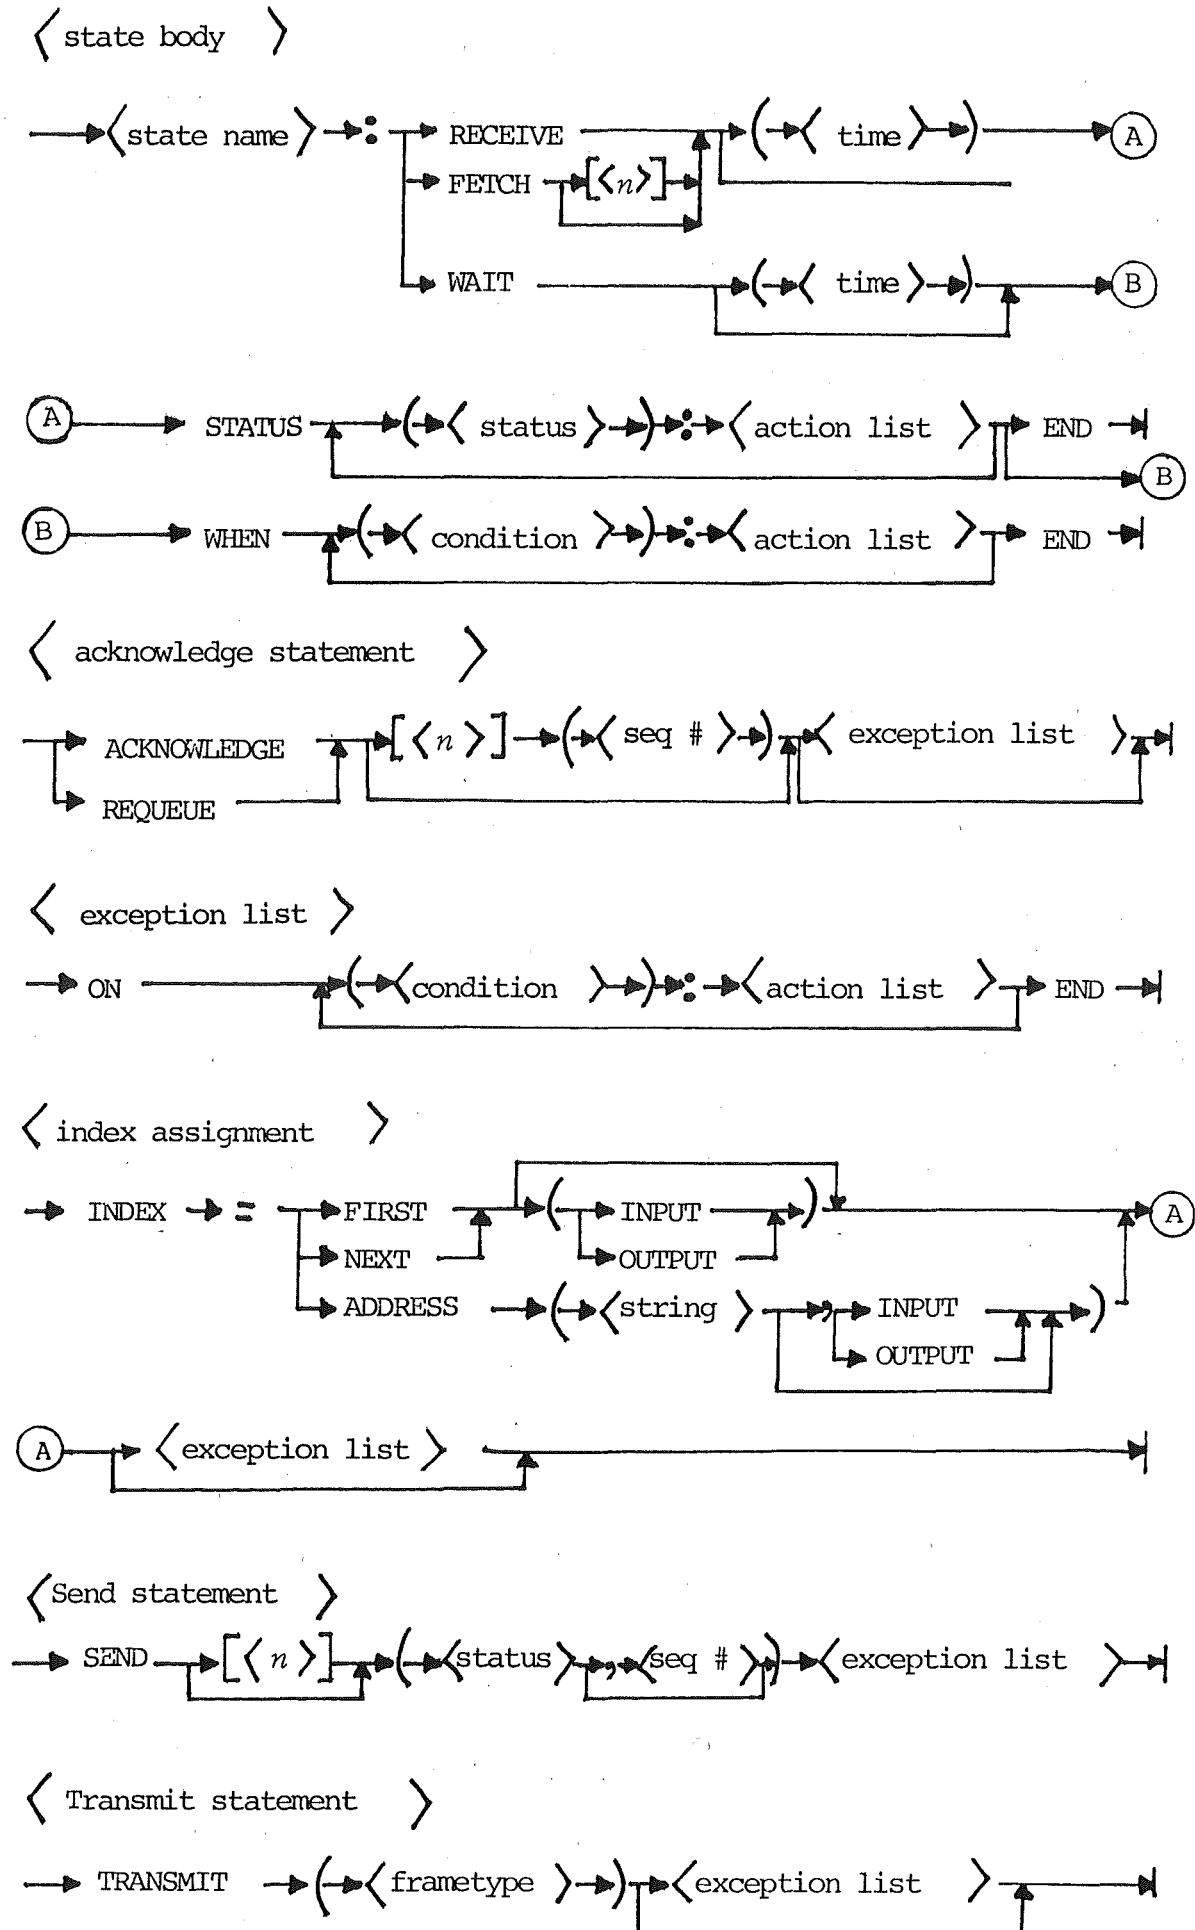 〈 state body 〉
〈 state name 〉 : RECEIVE ( 〈 time 〉 ) A
FETCH [ 〈 n 〉 ]
WAIT ( 〈 time 〉 ) B
A STATUS ( 〈 status 〉 ) : 〈 action list 〉 END
B
B WHEN ( 〈 condition 〉 ) : 〈 action list 〉 END
〈 acknowledge statement 〉
ACKNOWLEDGE [ 〈 n 〉 ] ( 〈 seq # 〉 ) 〈 exception list 〉
REQUEUE
〈 exception list 〉
ON ( 〈 condition 〉 ) : 〈 action list 〉 END
〈 index assignment 〉
INDEX = FIRST ( INPUT ) A
NEXT OUTPUT
ADDRESS ( 〈 string 〉 , INPUT )
OUTPUT
A 〈 exception list 〉
〈 Send statement 〉
SEND [ 〈 n 〉 ] ( 〈 status 〉 , 〈 seq # 〉 ) 〈 exception list 〉
〈 Transmit statement 〉
TRANSMIT ( 〈 frametype 〉 ) 〈 exception list 〉